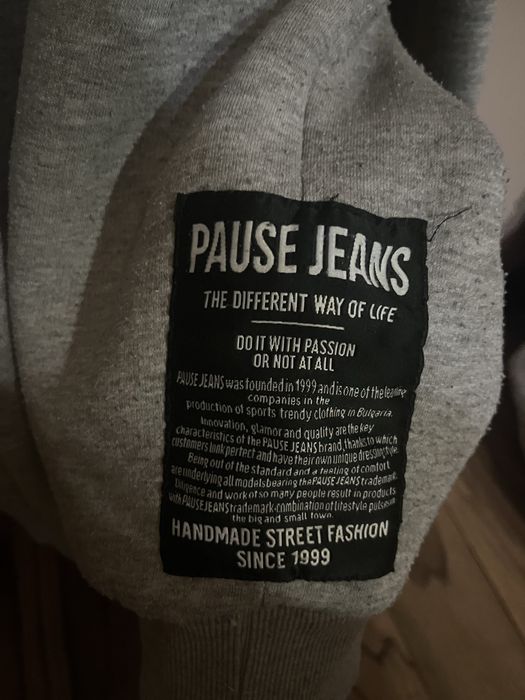 PAUSE JEANS
THE DIFFERENT WAY OF LIFE
DO IT WITH PASSION
OR NOT AT ALL
PAUSE JEANS was founded in 1999 and is one of the leading
companies in the
production of sports trendy clothing in Bulgaria.
Innovation, glamor and quality are the key
characteristics of the PAUSE JEANS brand, thanks to which
customers look perfect and have their own unique dressing style.
Being out of the standard and a feeling of comfort
are underlying all models bearing the PAUSE JEANS trademark.
Diligence and work of so many people result in products
with PAUSE JEANS trademark-combination of lifestyle pulse in
the big and small town.
HANDMADE STREET FASHION
SINCE 1999